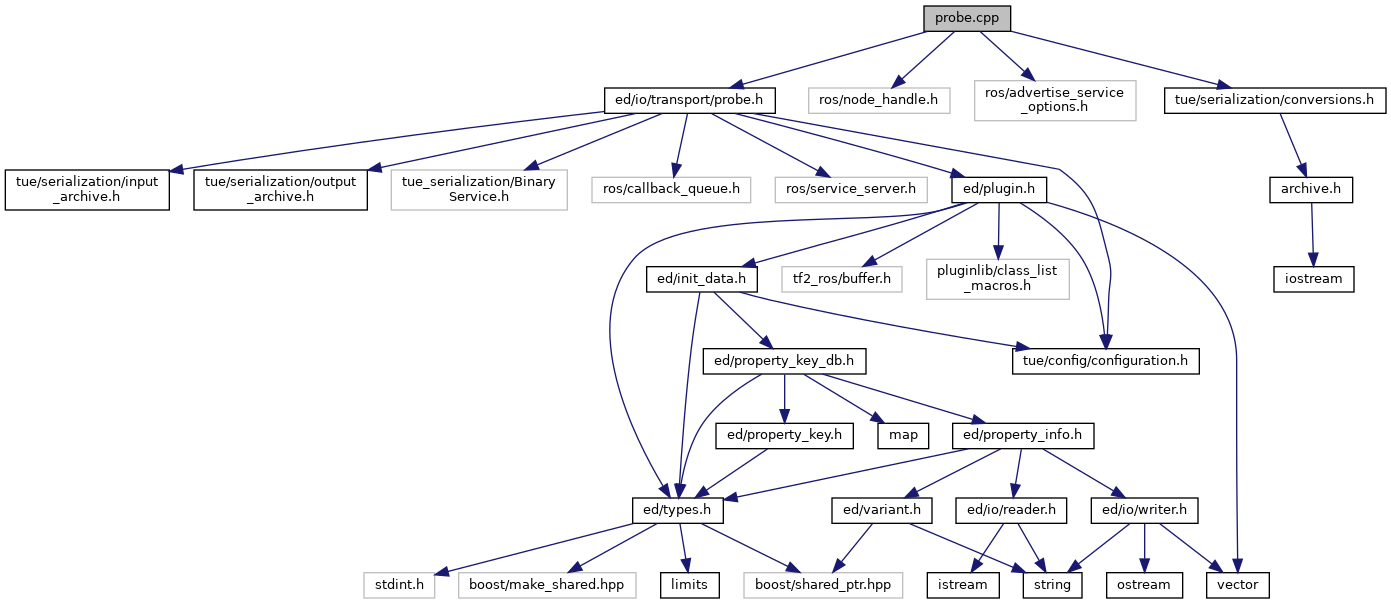 probe.cpp
ed/io/transport/probe.h
ros/node_handle.h
ros/advertise_service
_options.h
tue/serialization/conversions.h
tue/serialization/input
_archive.h
tue/serialization/output
_archive.h
tue_serialization/Binary
Service.h
ros/callback_queue.h
ros/service_server.h
ed/plugin.h
archive.h
ed/init_data.h
tf2_ros/buffer.h
pluginlib/class_list
_macros.h
iostream
ed/property_key_db.h
tue/config/configuration.h
ed/property_key.h
map
ed/property_info.h
ed/types.h
ed/variant.h
ed/io/reader.h
ed/io/writer.h
stdint.h
boost/make_shared.hpp
limits
boost/shared_ptr.hpp
istream
string
ostream
vector